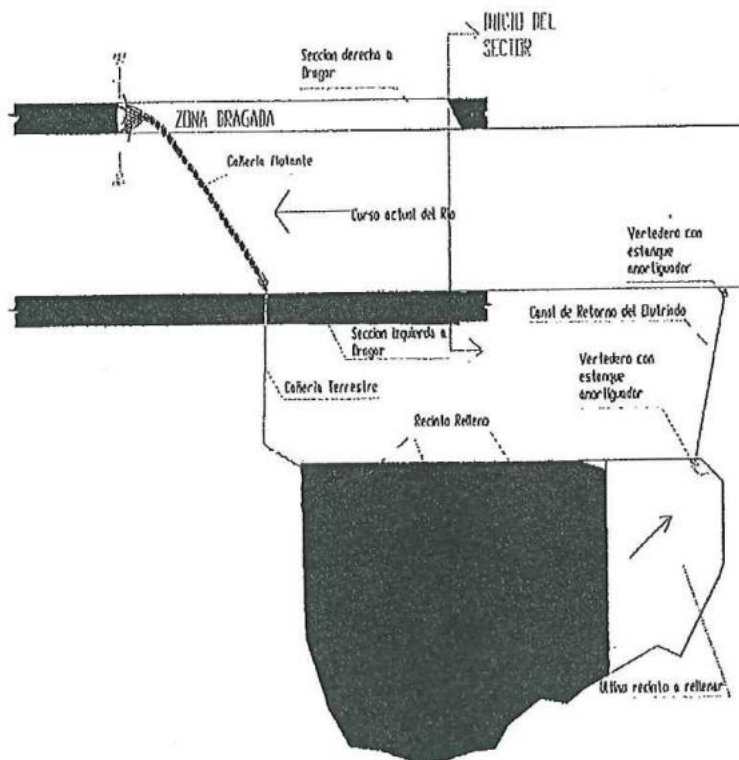 INICIO DEL
SECTOR
Seccion derecha a
Dragar
ZONA DRAGADA
Cañeria flotante
Curso actual del Rio
Vertedero con
estanque
amortiguador
Canal de Retorno del Elutriado
Seccion Izquierda a
Dragar
Vertedero con
estanque
amortiguador
Cañeria Terrestre
Recinto Relleno
Ultimo recinto a rellenar